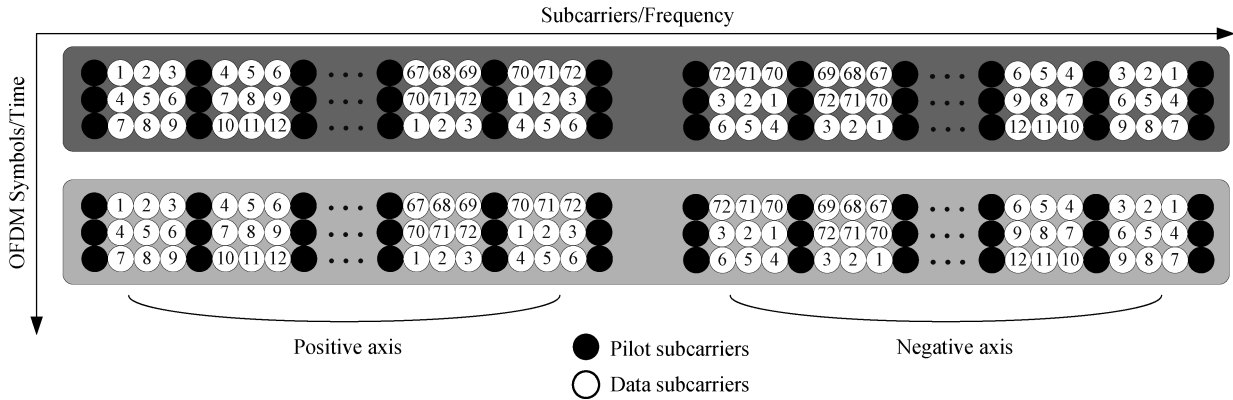 Subcarriers/Frequency
OFDM Symbols/Time
1 2 3 4 5 6 ... 67 68 69 70 71 72 72 71 70 69 68 67 ... 6 5 4 3 2 1
4 5 6 7 8 9 ... 70 71 72 1 2 3 3 2 1 72 71 70 ... 9 8 7 6 5 4
7 8 9 10 11 12 ... 1 2 3 4 5 6 6 5 4 3 2 1 ... 12 11 10 9 8 7
1 2 3 4 5 6 ... 67 68 69 70 71 72 72 71 70 69 68 67 ... 6 5 4 3 2 1
4 5 6 7 8 9 ... 70 71 72 1 2 3 3 2 1 72 71 70 ... 9 8 7 6 5 4
7 8 9 10 11 12 ... 1 2 3 4 5 6 6 5 4 3 2 1 ... 12 11 10 9 8 7
Positive axis
Negative axis
Pilot subcarriers
Data subcarriers